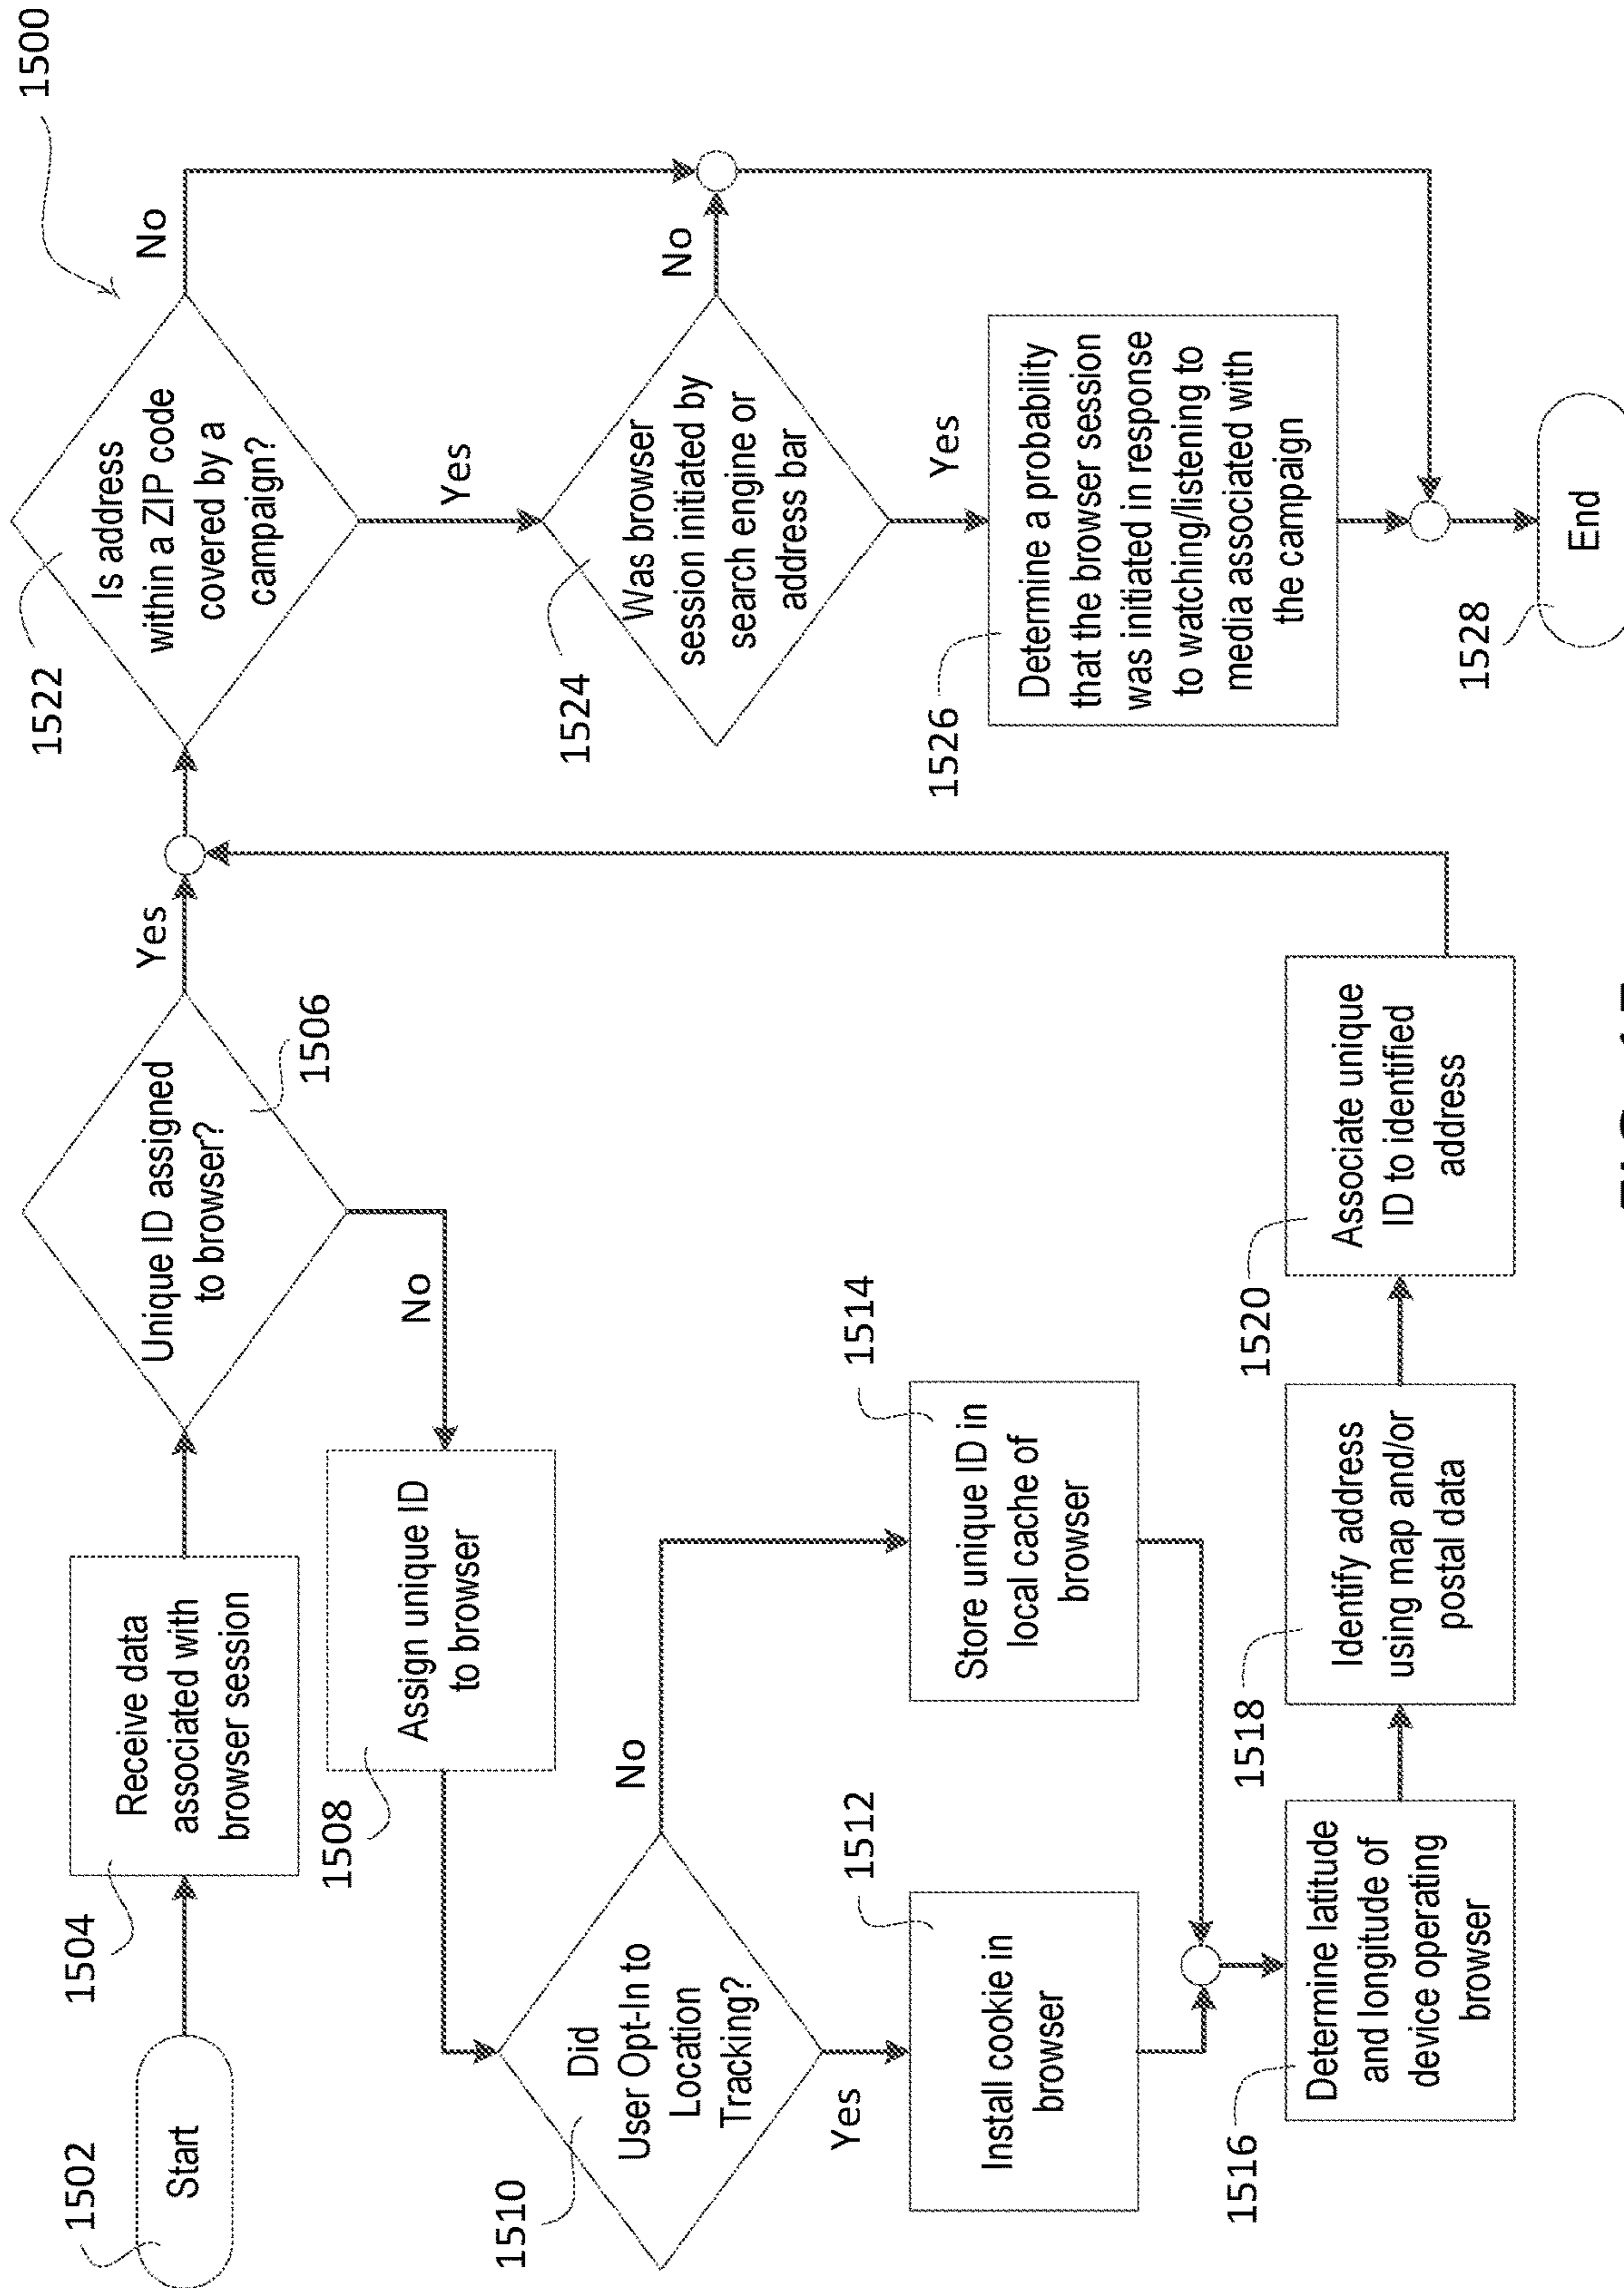 1500
1502
Start
1504
Receive data
associated with
browser session
1506
Unique ID assigned
to browser?
Yes
No
1508
Assign unique ID
to browser
1510
Did
User Opt-In to
Location
Tracking?
Yes
No
1512
Install cookie in
browser
1514
Store unique ID in
local cache of
browser
1516
Determine latitude
and longitude of
device operating
browser
1518
Identify address
using map and/or
postal data
1520
Associate unique
ID to identified
address
1522
Is address
within a ZIP code
covered by a
campaign?
No
Yes
1524
Was browser
session initiated by
search engine or
address bar
No
Yes
1526
Determine a probability
that the browser session
was initiated in response
to watching/listening to
media associated with
the campaign
1528
End